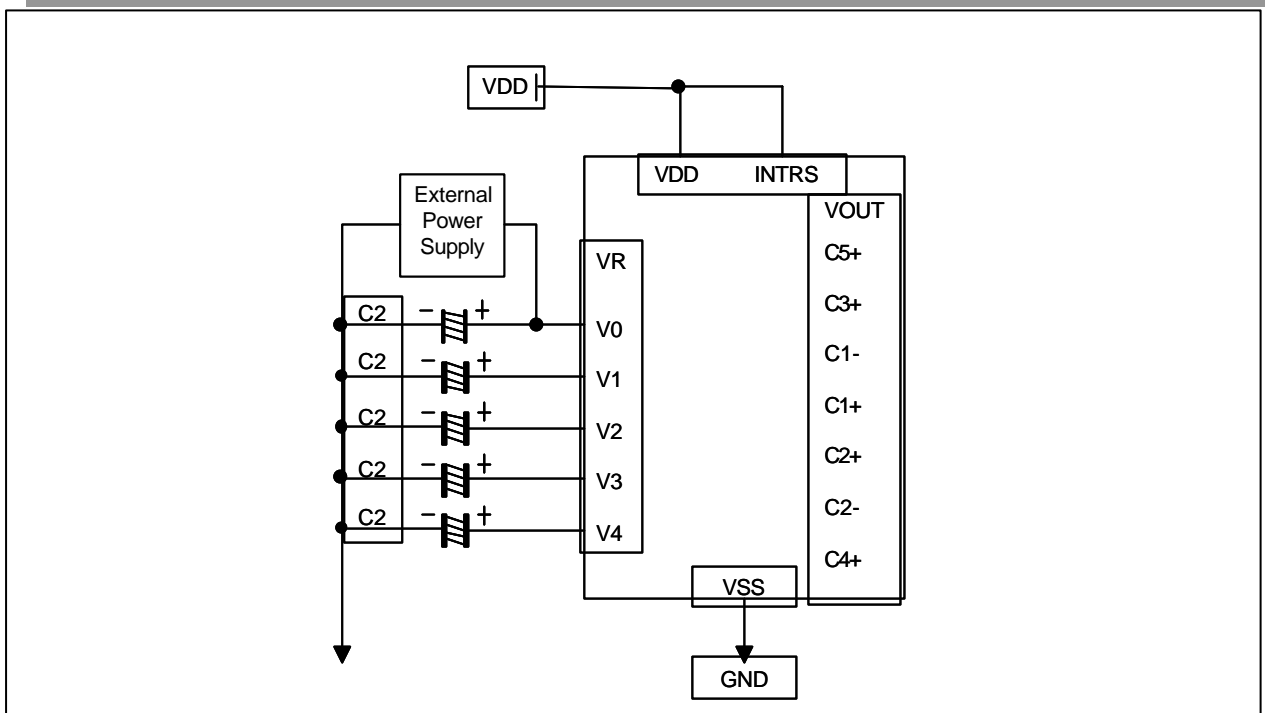 VDD
VDD INTRS
External
Power
Supply
VOUT
C5+
C3+
C1-
C1+
C2+
C2-
C4+
VR
V0
V1
V2
V3
V4
C2 - +
C2 - +
C2 - +
C2 - +
C2 - +
VSS
GND